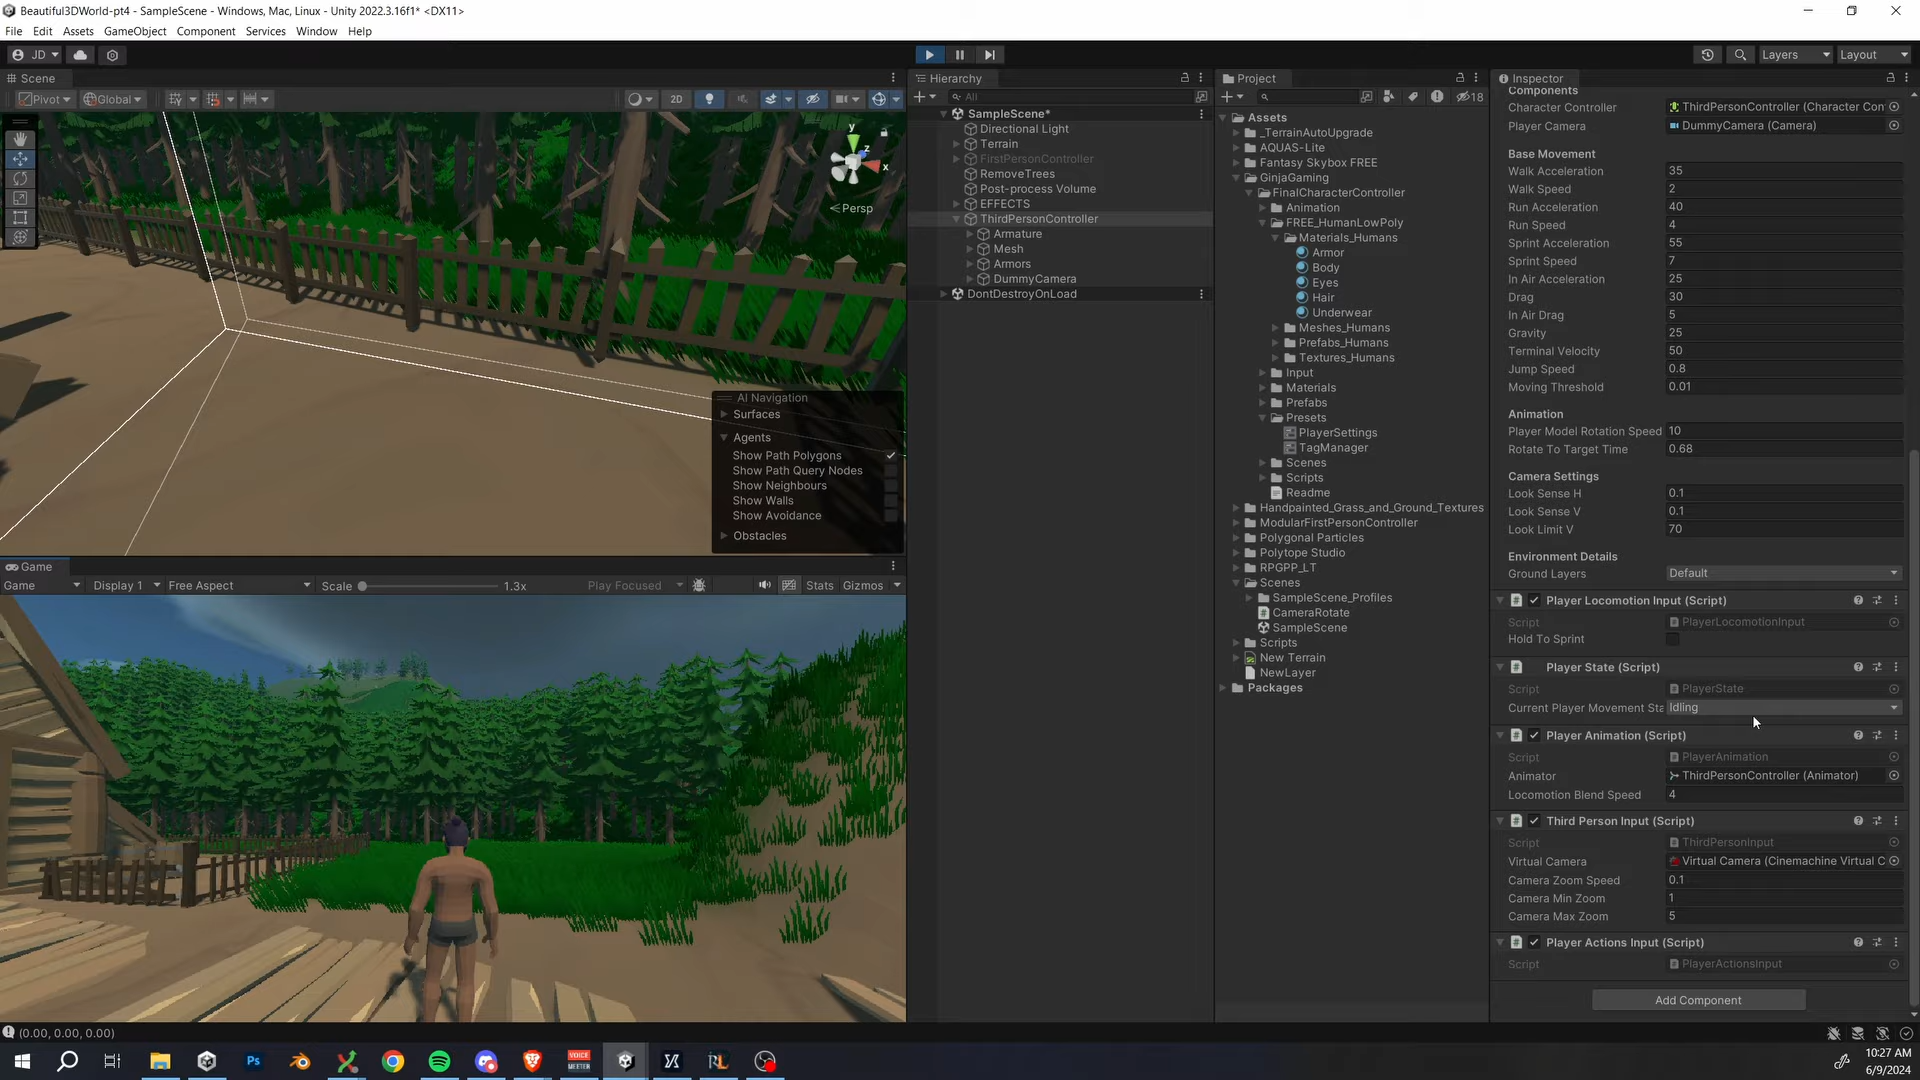 Beautiful3DWorld-pt4 - SampleScene - Windows, Mac, Linux - Unity 2022.3.16f1* <DX11>
File Edit Assets GameObject Component Services Window Help
JD Layers Layout
Scene
Pivot Global 2D
y
z
x
Persp
AI Navigation
Surfaces
Agents
Show Path Polygons
Show Path Query Nodes
Show Neighbours
Show Walls
Show Avoidance
Obstacles
Game
Game Display 1 Free Aspect Scale 1.3x Play Focused Stats Gizmos
Hierarchy
All
SampleScene*
Directional Light
Terrain
FirstPersonController
RemoveTrees
Post-process Volume
EFFECTS
ThirdPersonController
Armature
Mesh
Armors
DummyCamera
DontDestroyOnLoad
Project
18
Assets
_TerrainAutoUpgrade
AQUAS-Lite
Fantasy Skybox FREE
GinjaGaming
FinalCharacterController
Animation
FREE_HumanLowPoly
Materials_Humans
Armor
Body
Eyes
Hair
Underwear
Meshes_Humans
Prefabs_Humans
Textures_Humans
Input
Materials
Prefabs
Presets
PlayerSettings
TagManager
Scenes
Scripts
Readme
Handpainted_Grass_and_Ground_Textures
ModularFirstPersonController
Polygonal Particles
Polytope Studio
RPGPP_LT
Scenes
SampleScene_Profiles
CameraRotate
SampleScene
Scripts
New Terrain
NewLayer
Packages
Inspector
Components
Character Controller ThirdPersonController (Character Con
Player Camera DummyCamera (Camera)
Base Movement
Walk Acceleration 35
Walk Speed 2
Run Acceleration 40
Run Speed 4
Sprint Acceleration 55
Sprint Speed 7
In Air Acceleration 25
Drag 30
In Air Drag 5
Gravity 25
Terminal Velocity 50
Jump Speed 0.8
Moving Threshold 0.01
Animation
Player Model Rotation Speed 10
Rotate To Target Time 0.68
Camera Settings
Look Sense H 0.1
Look Sense V 0.1
Look Limit V 70
Environment Details
Ground Layers Default
Player Locomotion Input (Script)
Script PlayerLocomotionInput
Hold To Sprint
Player State (Script)
Script PlayerState
Current Player Movement Sta Idling
Player Animation (Script)
Script PlayerAnimation
Animator ThirdPersonController (Animator)
Locomotion Blend Speed 4
Third Person Input (Script)
Script ThirdPersonInput
Virtual Camera Virtual Camera (Cinemachine Virtual C
Camera Zoom Speed 0.1
Camera Min Zoom 1
Camera Max Zoom 5
Player Actions Input (Script)
Script PlayerActionsInput
Add Component
(0.00, 0.00, 0.00)
Ps VOICE MEETER RL
10:27 AM
6/9/2024